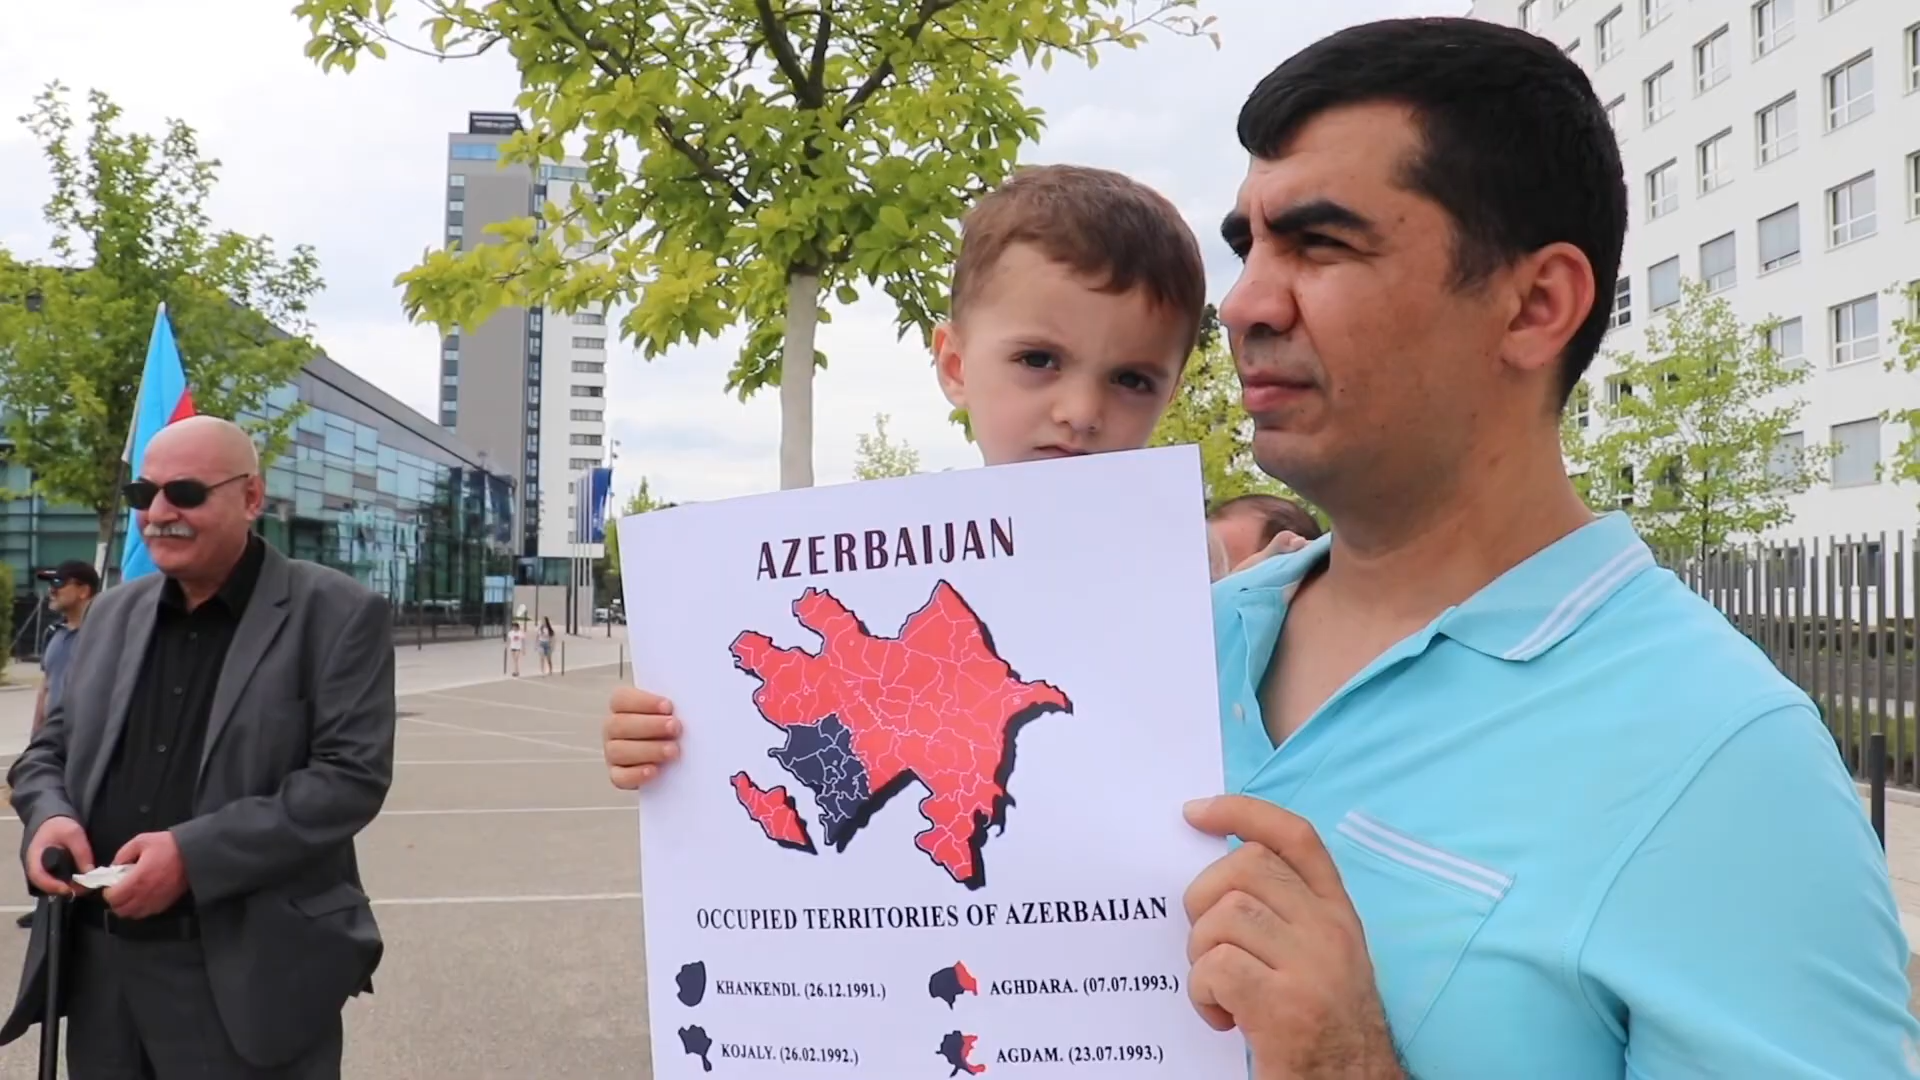 AZERBAIJAN
OCCUPIED TERRITORIES OF AZERBAIJAN
KHANKENDI. (26.12.1991.)
AGHDARA. (07.07.1993.)
KOJALY. (26.02.1992.)
AGDAM. (23.07.1993.)